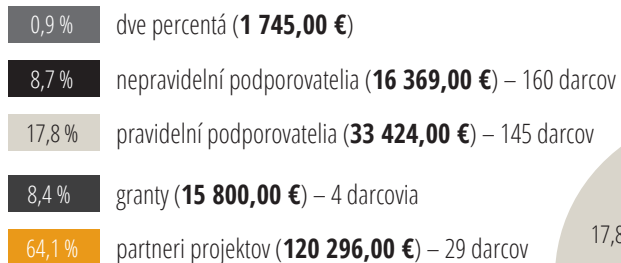 0,9 % dve percentá (1 745,00 €)
8,7 % nepravidelní podporovatelia (16 369,00 €) – 160 darcov
17,8 % pravidelní podporovatelia (33 424,00 €) – 145 darcov
8,4 % granty (15 800,00 €) – 4 darcovia
17,8
64,1 % partneri projektov (120 296,00 €) – 29 darcov